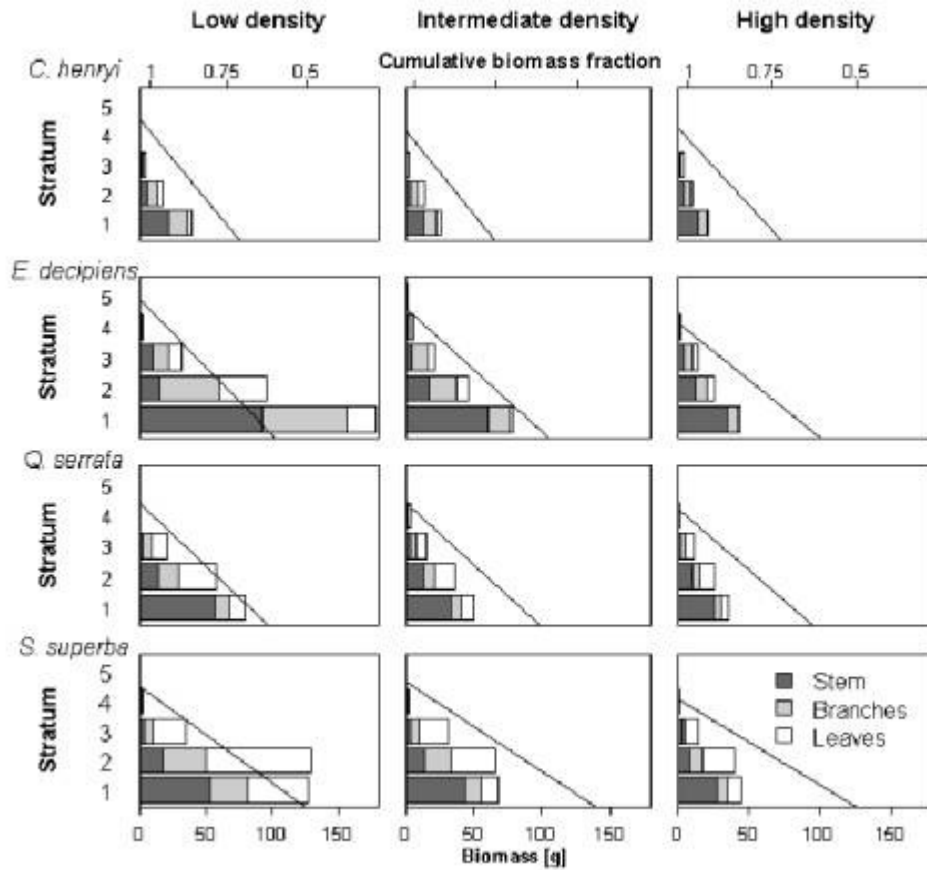 Low density Intermediate density High density
C. henryi Cumulative biomass fraction
1 0.75 0.5 1 0.75 0.5
Stratum
5
4
3
2
1
E. decipiens
Stratum
5
4
3
2
1
Q. serrata
Stratum
5
4
3
2
1
S. superba
Stratum
5
4
3
2
1
Stem
Branches
Leaves
0 50 100 150 0 50 100 150 0 50 100 150
Biomass [g]